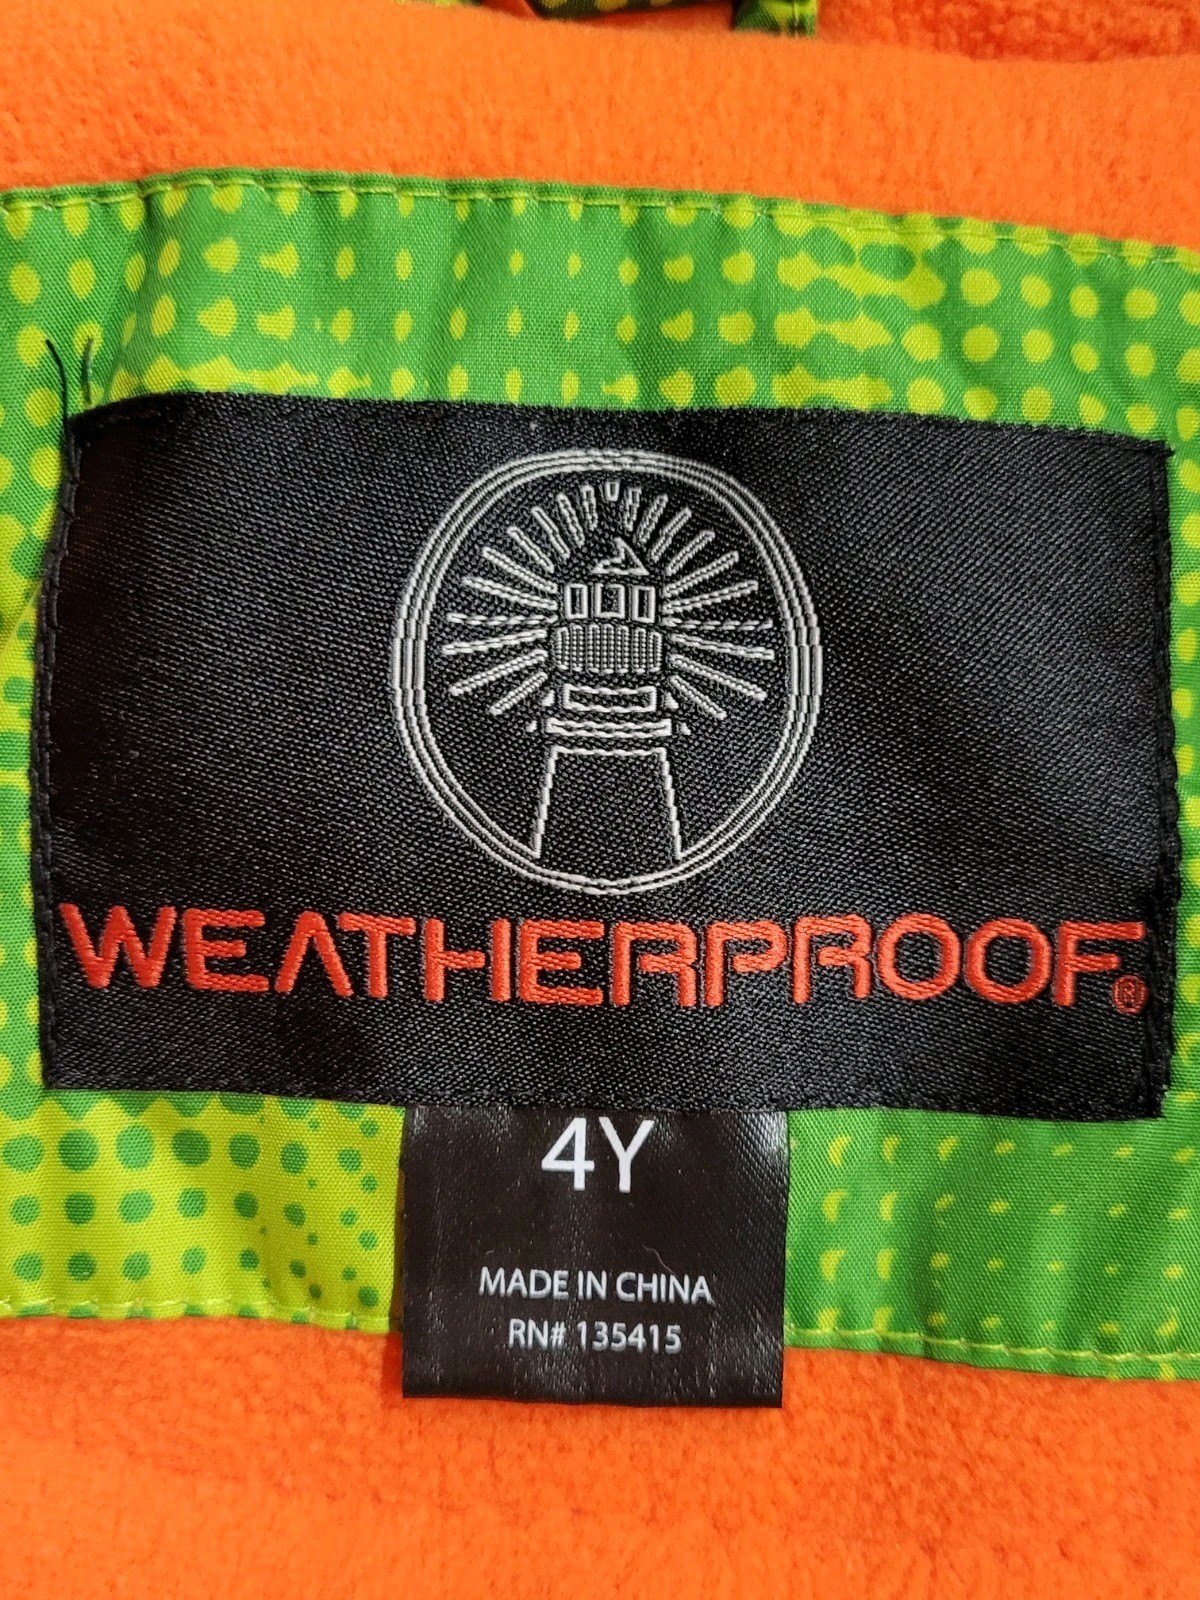 WEATHERPROOF®
4Y
MADE IN CHINA
RN# 135415